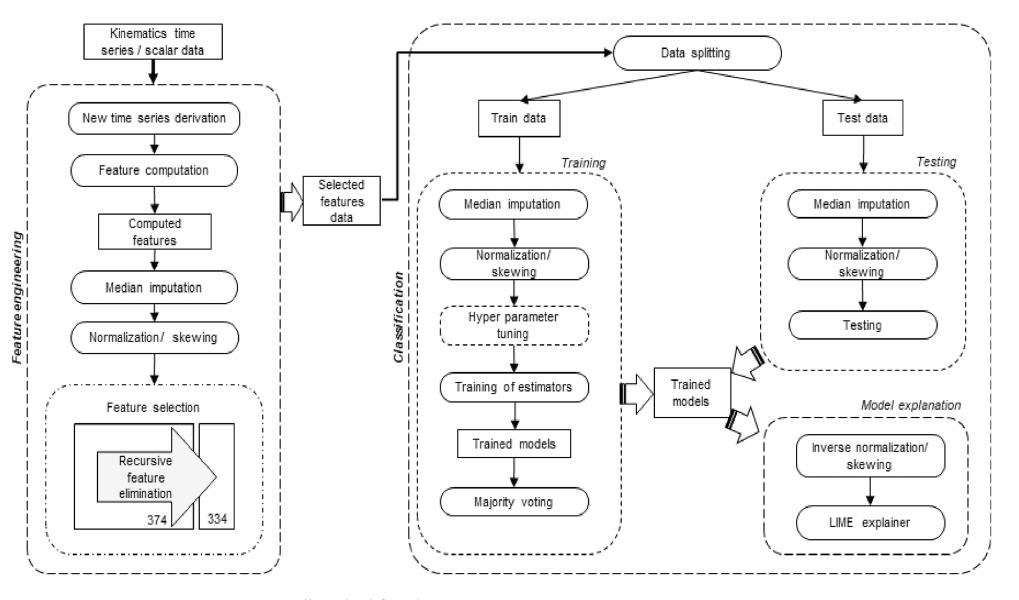 Kinematics time
series / scalar data
Feature engineering
New time series derivation
Feature computation
Computed
features
Median imputation
Normalization/ skewing
Feature selection
Recursive
feature
elimination
374
334
Selected
features
data
Classification
Data splitting
Train data
Test data
Training
Median imputation
Normalization/
skewing
Hyper parameter
tuning
Training of estimators
Trained models
Majority voting
Trained
models
Testing
Median imputation
Normalization/
skewing
Testing
Model explanation
Inverse normalization/
skewing
LIME explainer